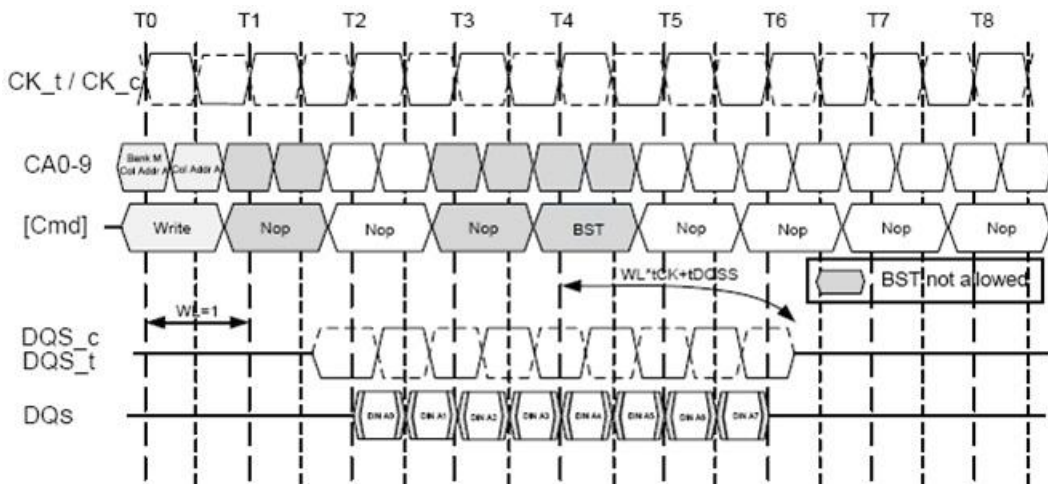 T0 T1 T2 T3 T4 T5 T6 T7 T8
CK_t / CK_c
CA0-9
Bank M
Col Addr A
Col Addr A
[Cmd]
Write Nop Nop Nop BST Nop Nop Nop Nop
WL*tCK+tDQSS
BST not allowed
WL=1
DQS_c
DQS_t
DQs
DIN A0 DIN A1 DIN A2 DIN A3 DIN A4 DIN A5 DIN A6 DIN A7